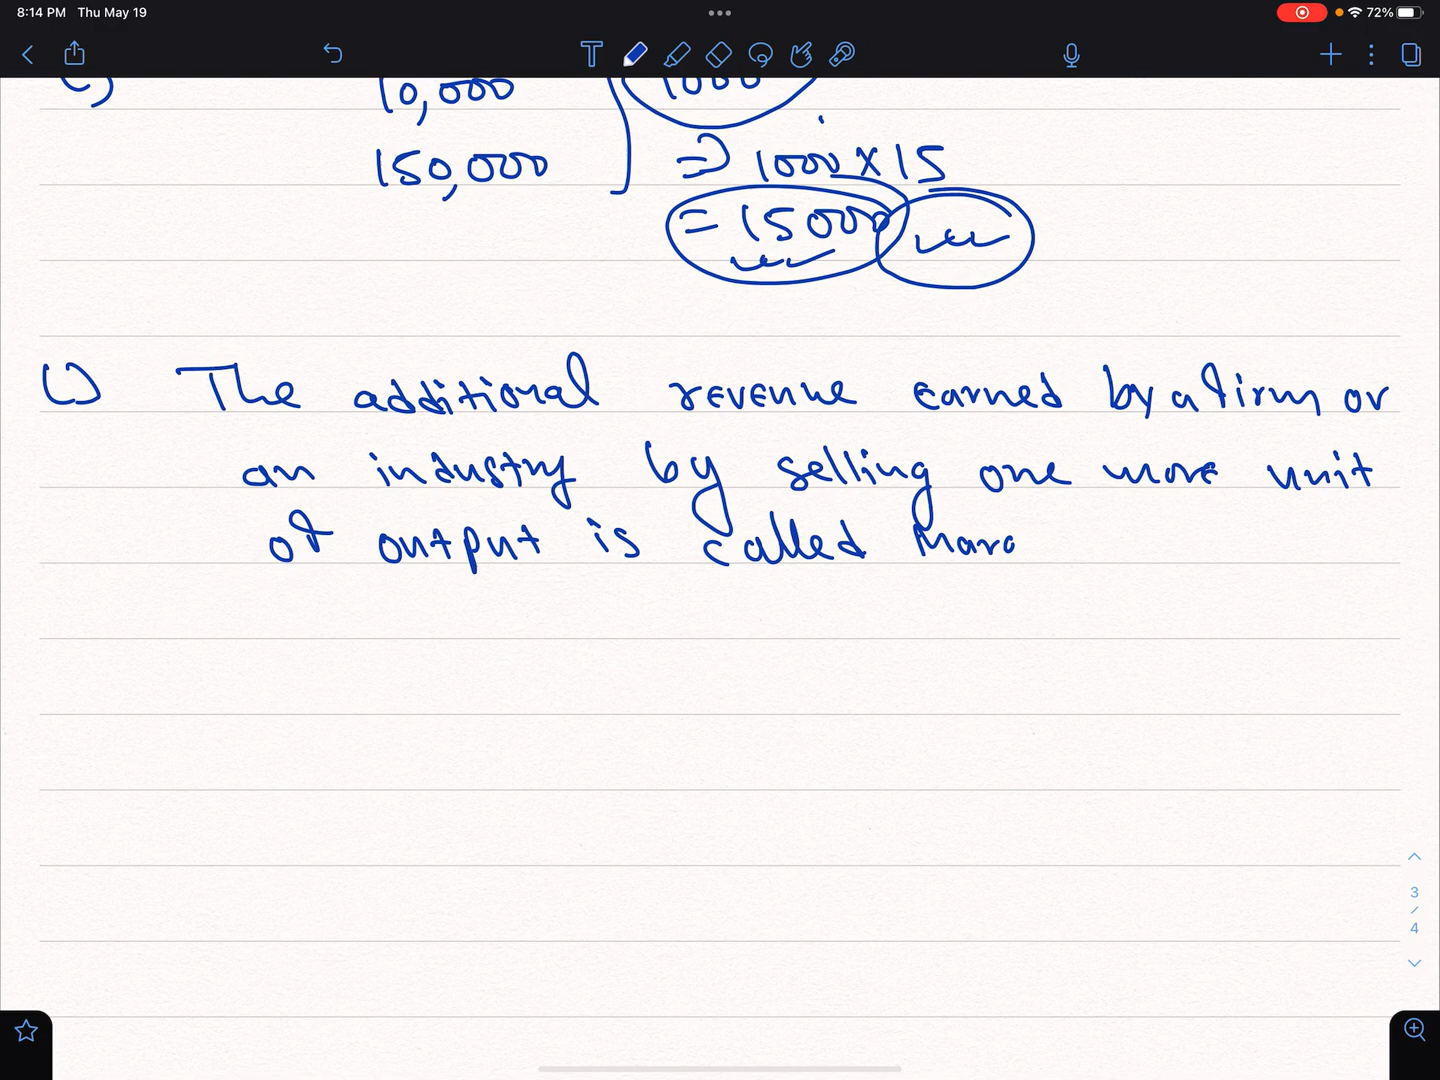 8:14 PM Thu May 19
72%
10,000 1000
150,000 => 1000 x 15
= 15000
The additional revenue earned by a firm or
an industry by selling one more unit
of output is called Marg
3
/
4